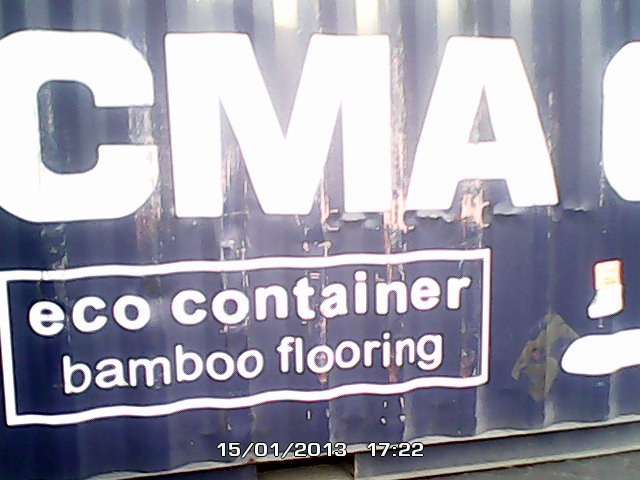 CMA
eco container
bamboo flooring
15/01/2013 17:22